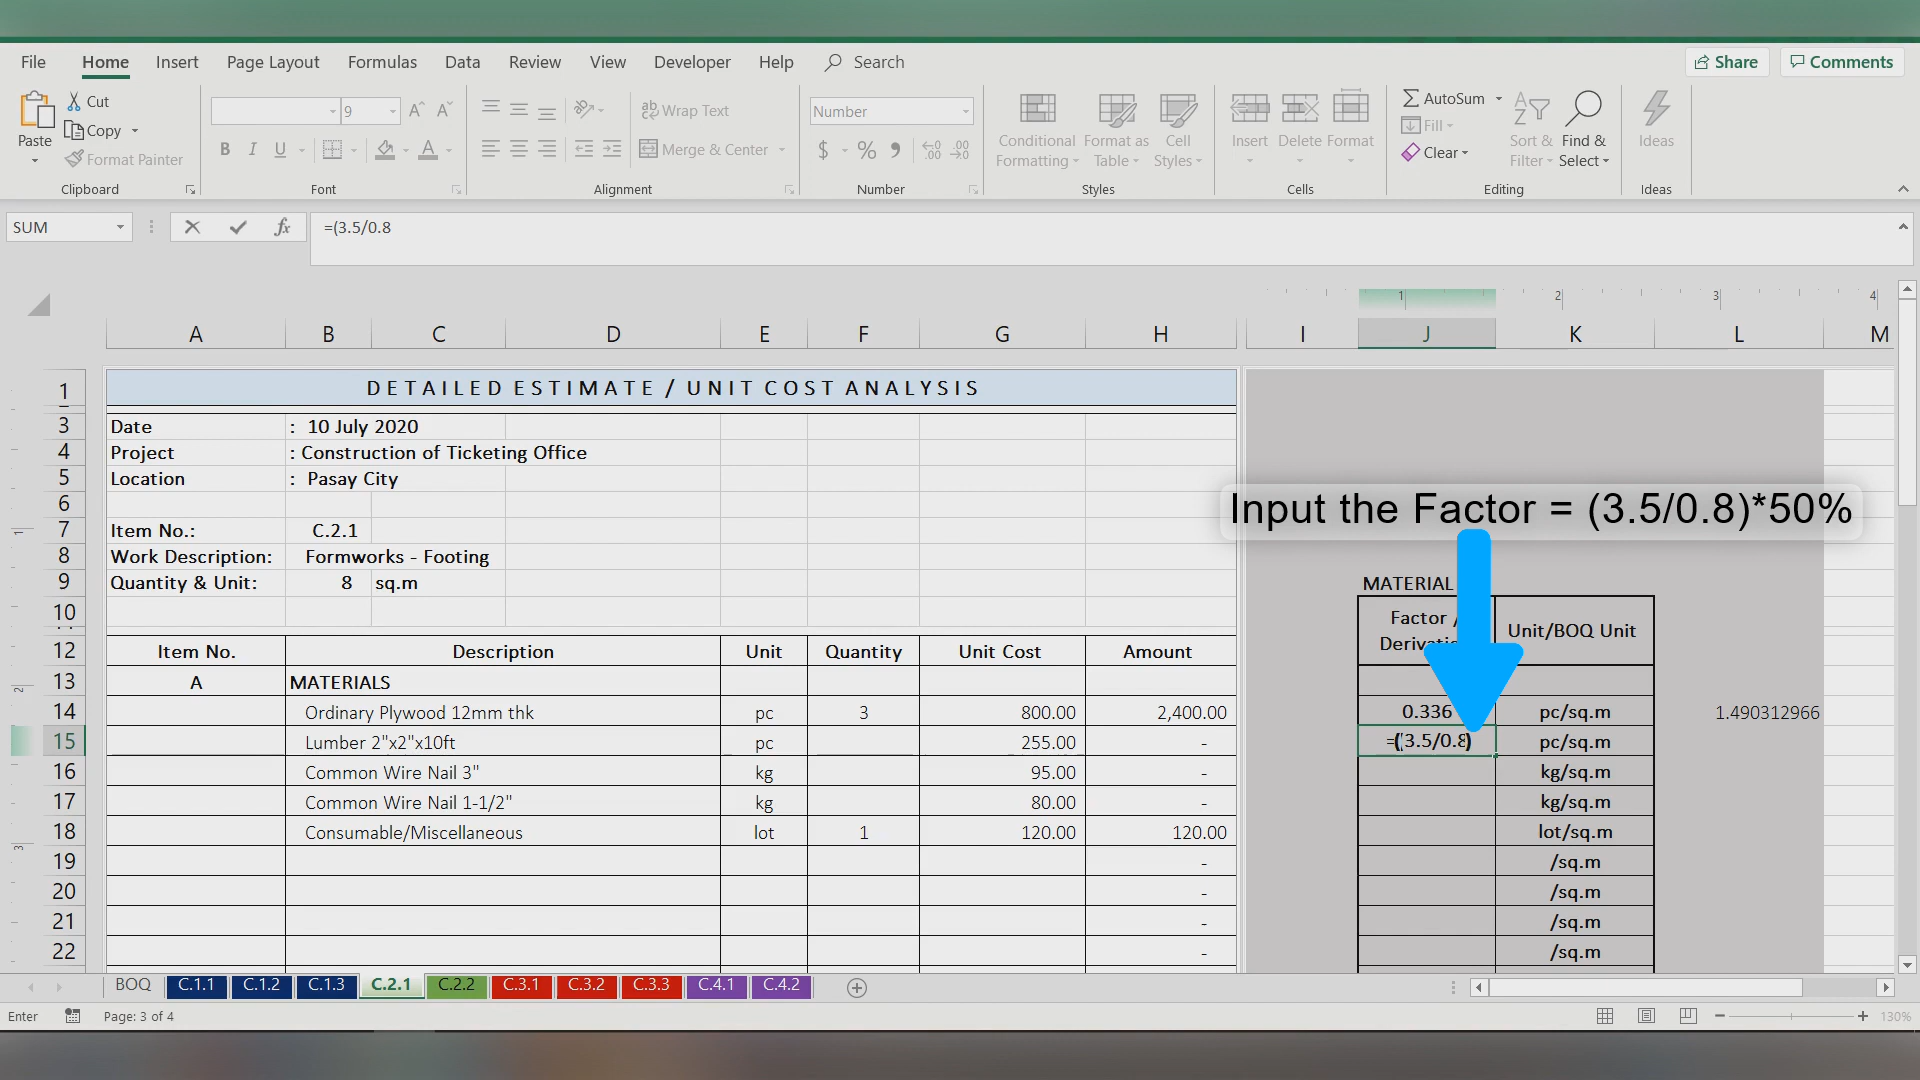 File Home Insert Page Layout Formulas Data Review View Developer Help Search Share Comments
Cut
Copy
Format Painter
Paste
Clipboard
9
B I U A
Font
Wrap Text
Merge & Center
Alignment
Number
$ % 9
Number
Conditional Formatting
Format as Table
Cell Styles
Styles
Insert Delete Format
Cells
AutoSum
Fill
Clear
Sort & Filter
Find & Select
Editing
Ideas
Ideas
SUM fx =(3.5/0.8
1 2 3 4
A B C D E F G H I J K L M
1 DETAILED ESTIMATE / UNIT COST ANALYSIS
3 Date : 10 July 2020
4 Project : Construction of Ticketing Office
5 Location : Pasay City
Input the Factor = (3.5/0.8)*50%
6
7 Item No.: C.2.1
8 Work Description: Formworks - Footing
9 Quantity & Unit: 8 sq.m MATERIAL
10
Factor /
12 Item No. Description Unit Quantity Unit Cost Amount Unit/BOQ Unit
13 A MATERIALS
14 Ordinary Plywood 12mm thk pc 3 800.00 2,400.00 0.336 pc/sq.m 1.490312966
15 Lumber 2"x2"x10ft pc 255.00 - =(3.5/0.8) pc/sq.m
16 Common Wire Nail 3" kg 95.00 - kg/sq.m
17 Common Wire Nail 1-1/2" kg 80.00 - kg/sq.m
18 Consumable/Miscellaneous lot 1 120.00 120.00 lot/sq.m
19 - /sq.m
20 - /sq.m
21 - /sq.m
22 - /sq.m
BOQ C.1.1 C.1.2 C.1.3 C.2.1 C.2.2 C.3.1 C.3.2 C.3.3 C.4.1 C.4.2
Enter Page: 3 of 4 130%